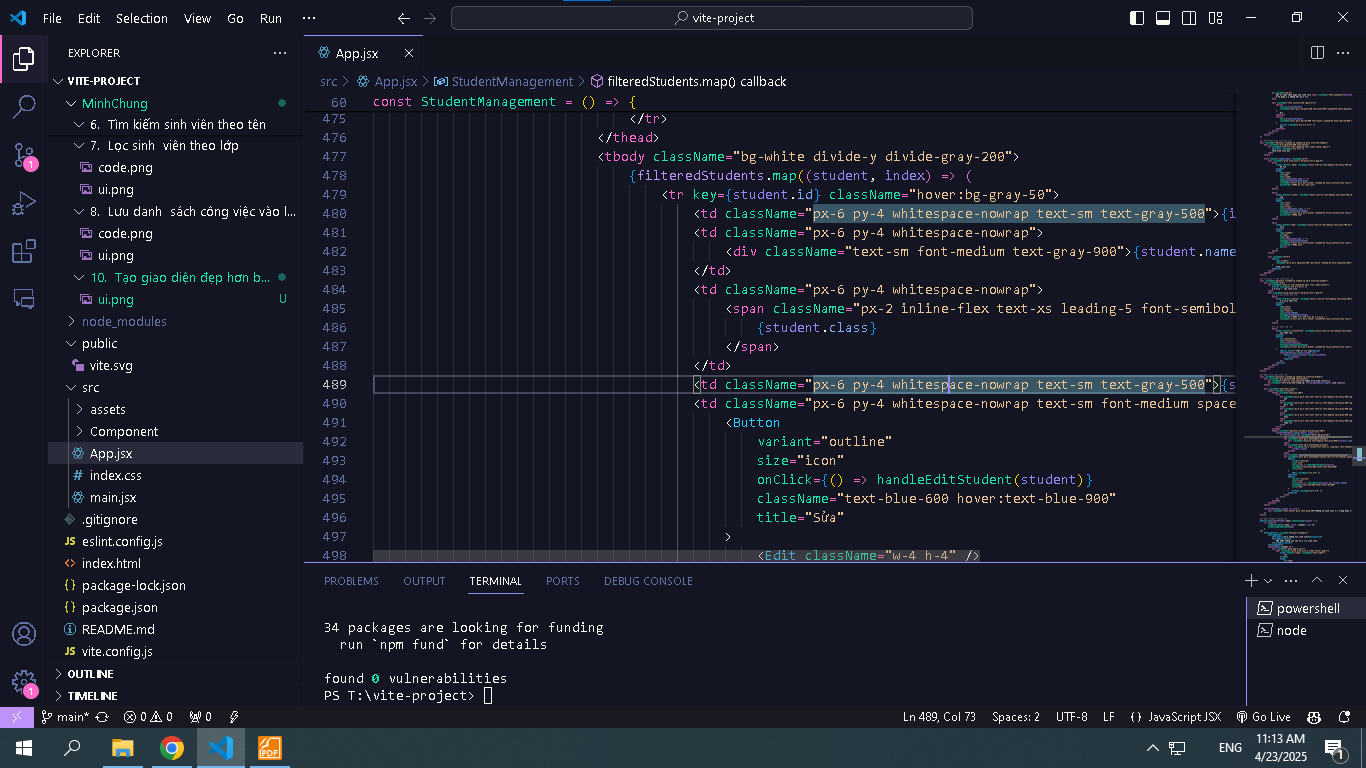 File Edit Selection View Go Run ···
vite-project
EXPLORER
VITE-PROJECT
MinhChung
6. Tìm kiếm sinh viên theo tên
7. Lọc sinh viên theo lớp
code.png
ui.png
8. Lưu danh sách công việc vào l...
code.png
ui.png
10. Tạo giao diện đẹp hơn b...
ui.png U
node_modules
public
vite.svg
src
assets
Component
App.jsx
index.css
main.jsx
.gitignore
eslint.config.js
index.html
package-lock.json
package.json
README.md
vite.config.js
OUTLINE
TIMELINE
App.jsx
src > App.jsx > StudentManagement > filteredStudents.map() callback
60 const StudentManagement = () => {
475 </tr>
476 </thead>
477 <tbody className="bg-white divide-y divide-gray-200">
478 {filteredStudents.map((student, index) => (
479 <tr key={student.id} className="hover:bg-gray-50">
480 <td className="px-6 py-4 whitespace-nowrap text-sm text-gray-500">{i
481 <td className="px-6 py-4 whitespace-nowrap">
482 <div className="text-sm font-medium text-gray-900">{student.name
483 </td>
484 <td className="px-6 py-4 whitespace-nowrap">
485 <span className="px-2 inline-flex text-xs leading-5 font-semibol
486 {student.class}
487 </span>
488 </td>
489 <td className="px-6 py-4 whitespace-nowrap text-sm text-gray-500">{s
490 <td className="px-6 py-4 whitespace-nowrap text-sm font-medium space
491 <Button
492 variant="outline"
493 size="icon"
494 onClick={() => handleEditStudent(student)}
495 className="text-blue-600 hover:text-blue-900"
496 title="Sửa"
497 >
498 <Edit className="w-4 h-4" />
PROBLEMS OUTPUT TERMINAL PORTS DEBUG CONSOLE
34 packages are looking for funding
run `npm fund` for details
found 0 vulnerabilities
PS T:\vite-project>
powershell
node
1
1
main* 0 0 0 Ln 489, Col 73 Spaces: 2 UTF-8 LF {} JavaScript JSX Go Live
PDF
ENG
11:13 AM
4/23/2025
1